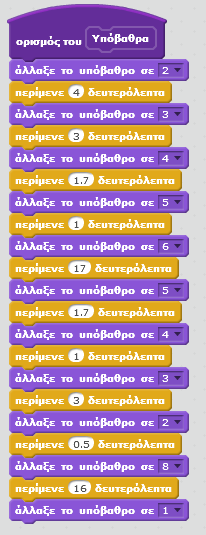 ορισμός του Υπόβαθρα
άλλαξε το υπόβαθρο σε 2
περίμενε 4 δευτερόλεπτα
άλλαξε το υπόβαθρο σε 3
περίμενε 3 δευτερόλεπτα
άλλαξε το υπόβαθρο σε 4
περίμενε 1.7 δευτερόλεπτα
άλλαξε το υπόβαθρο σε 5
περίμενε 1 δευτερόλεπτα
άλλαξε το υπόβαθρο σε 6
περίμενε 17 δευτερόλεπτα
άλλαξε το υπόβαθρο σε 5
περίμενε 1.7 δευτερόλεπτα
άλλαξε το υπόβαθρο σε 4
περίμενε 1 δευτερόλεπτα
άλλαξε το υπόβαθρο σε 3
περίμενε 3 δευτερόλεπτα
άλλαξε το υπόβαθρο σε 2
περίμενε 0.5 δευτερόλεπτα
άλλαξε το υπόβαθρο σε 8
περίμενε 16 δευτερόλεπτα
άλλαξε το υπόβαθρο σε 1